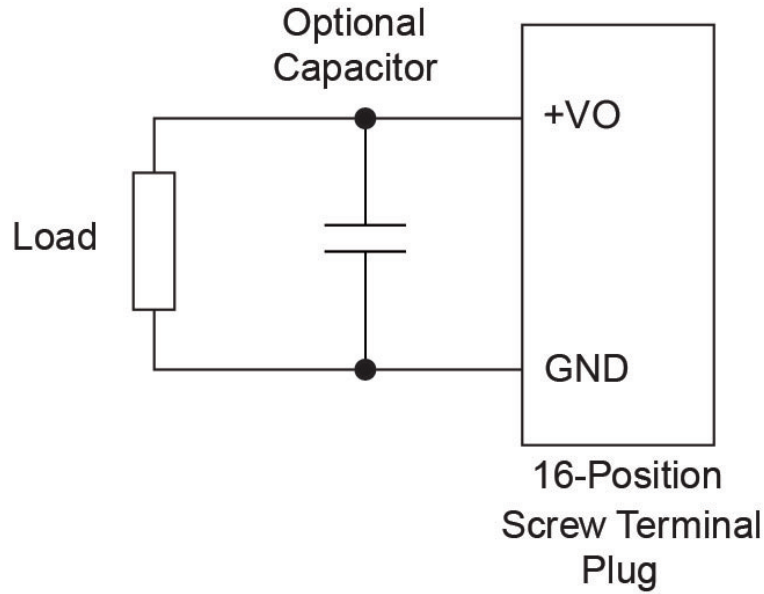 Optional
Capacitor
+VO
Load
GND
16-Position
Screw Terminal
Plug